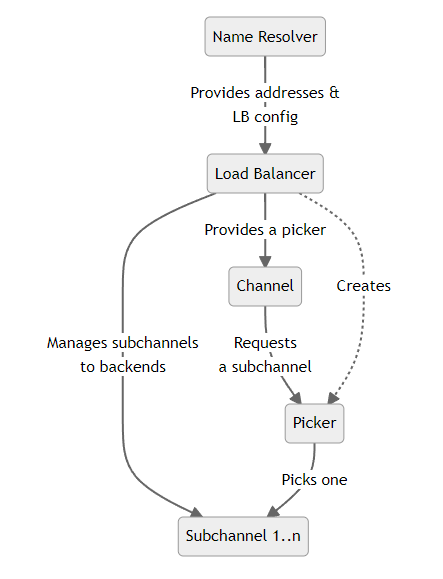 Name Resolver
Provides addresses &
LB config
Load Balancer
Provides a picker
Channel
Creates
Manages subchannels
to backends
Requests
a subchannel
Picker
Picks one
Subchannel 1..n